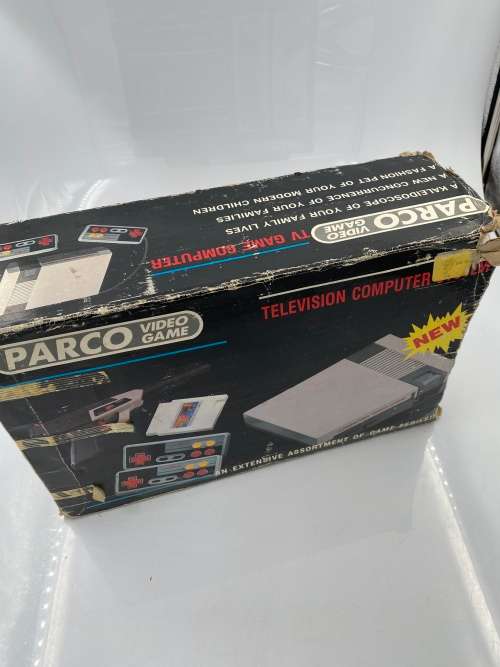 A KALEIDOSCOPE OF YOUR FAMILY LIVES
A NEW CONCURRENCE OF YOUR FAMILIES
A FASHION PET OF YOUR MODERN CHILDREN
PARCO VIDEO GAME
TV GAME COMPUTER
PARCO VIDEO GAME
TELEVISION COMPUTER
NEW
AN EXTENSIVE ASSORTMENT OF GAME